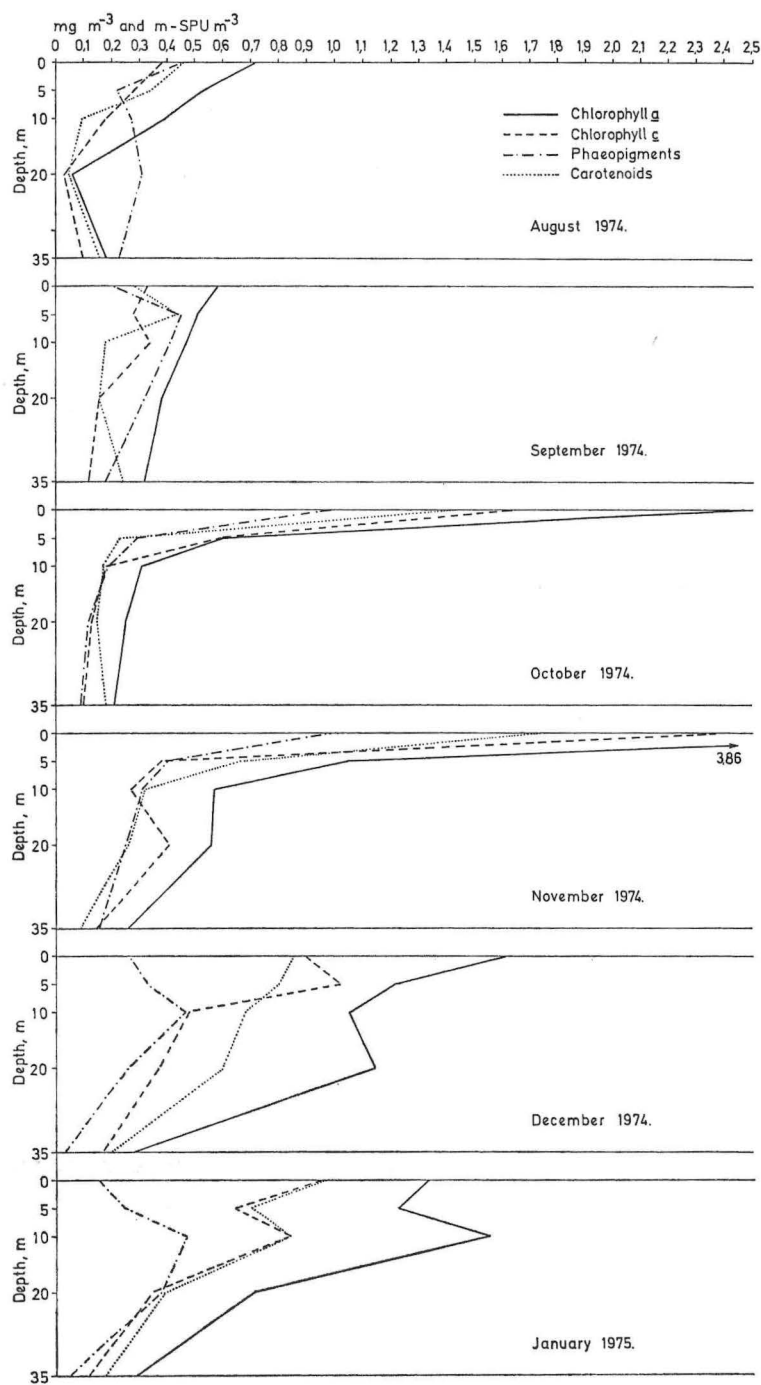 mg m⁻³ and m-SPU m⁻³
0 0,1 0,2 0,3 0,4 0,5 0,6 0,7 0,8 0,9 1,0 1,1 1,2 1,3 1,4 1,5 1,6 1,7 1,8 1,9 2,0 2,1 2,2 2,3 2,4 2,5
0
5
10
20
35
Depth, m
Chlorophyll a
Chlorophyll c
Phaeopigments
Carotenoids
August 1974.
0
5
10
20
35
Depth, m
September 1974.
0
5
10
20
35
Depth, m
October 1974.
0
5
10
20
35
Depth, m
3,86
November 1974.
0
5
10
20
35
Depth, m
December 1974.
0
5
10
20
35
Depth, m
January 1975.